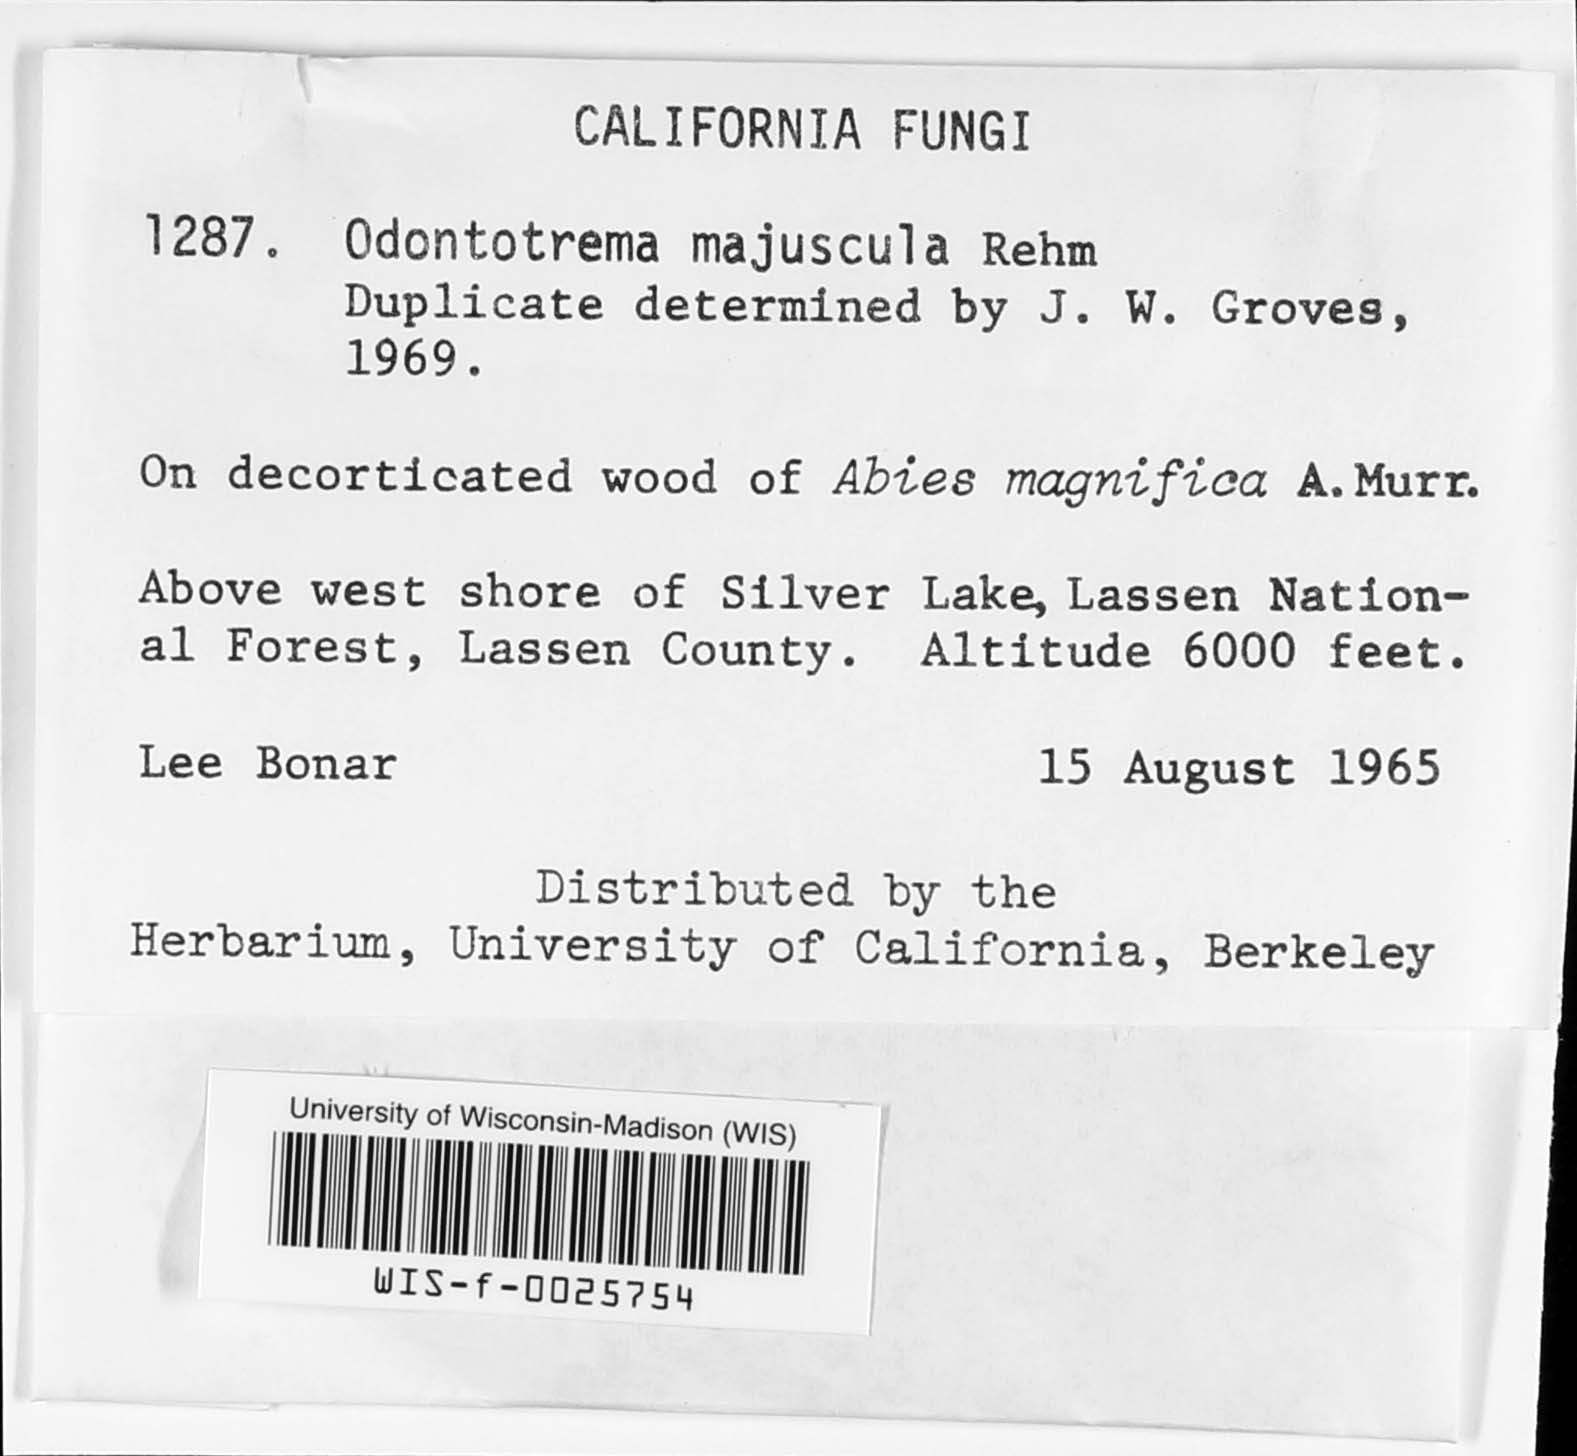 CALIFORNIA FUNGI
1287. Odontotrema majuscula Rehm
Duplicate determined by J. W. Groves,
1969.
On decorticated wood of Abies magnifica A.Murr.
Above west shore of Silver Lake, Lassen Nation-
al Forest, Lassen County. Altitude 6000 feet.
Lee Bonar 15 August 1965
Distributed by the
Herbarium, University of California, Berkeley
University of Wisconsin-Madison (WIS)
WIS-f-0025754